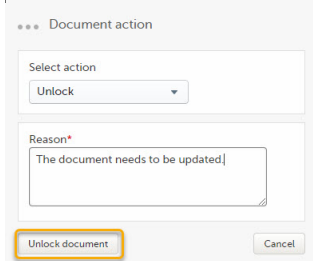 Document action
Select action
Unlock
Reason*
The document needs to be updated.
Unlock document
Cancel